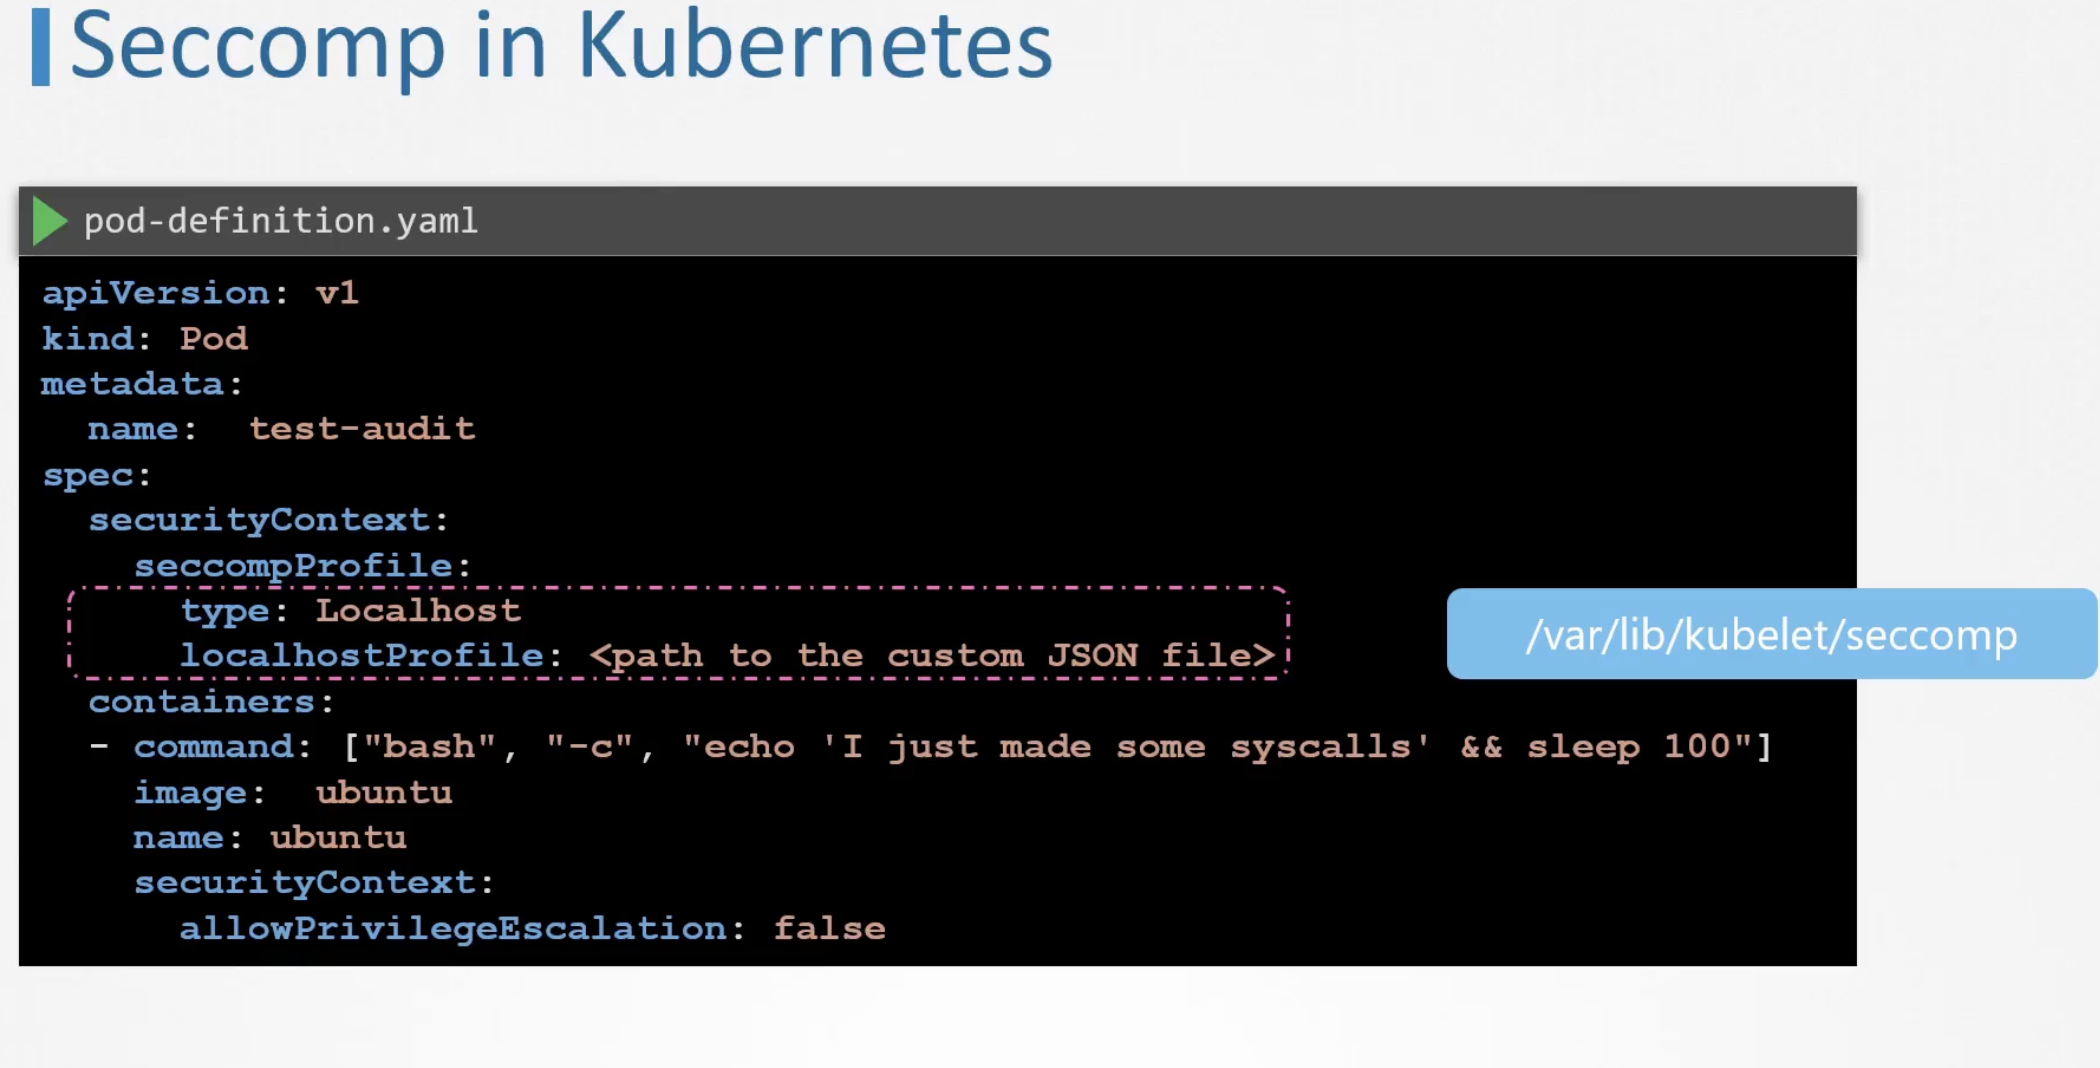 Seccomp in Kubernetes
pod-definition.yaml
apiVersion: v1
kind: Pod
metadata:
  name:  test-audit
spec:
  securityContext:
    seccompProfile:
      type: Localhost
      localhostProfile: <path to the custom JSON file>
/var/lib/kubelet/seccomp
  containers:
  - command: ["bash", "-c", "echo 'I just made some syscalls' && sleep 100"]
    image:  ubuntu
    name: ubuntu
    securityContext:
      allowPrivilegeEscalation: false